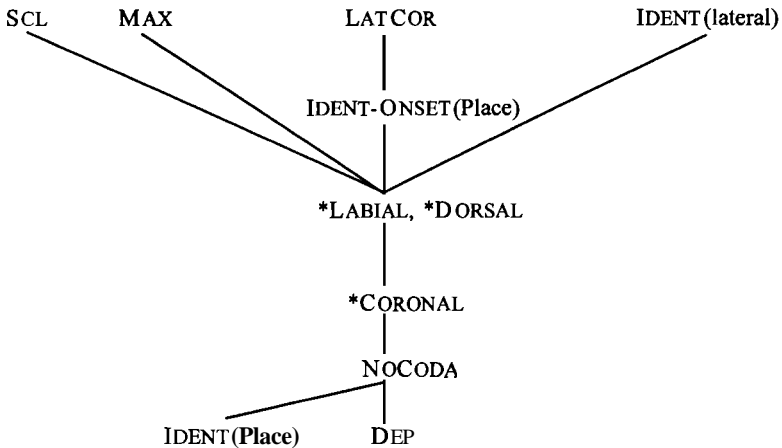 SCL MAX LATCOR IDENT(lateral)
IDENT-ONSET(Place)
*LABIAL, *DORSAL
*CORONAL
NOCODA
IDENT(Place) DEP